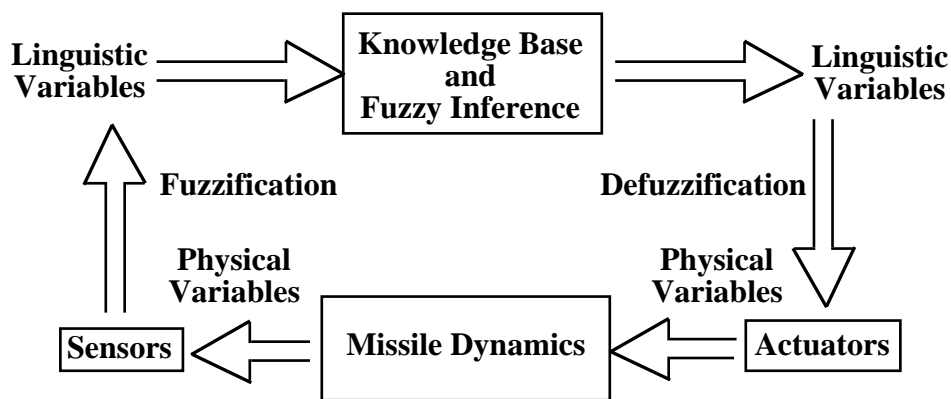 Linguistic
Variables
Knowledge Base
and
Fuzzy Inference
Linguistic
Variables
Fuzzification
Defuzzification
Physical
Variables
Physical
Variables
Sensors
Missile Dynamics
Actuators